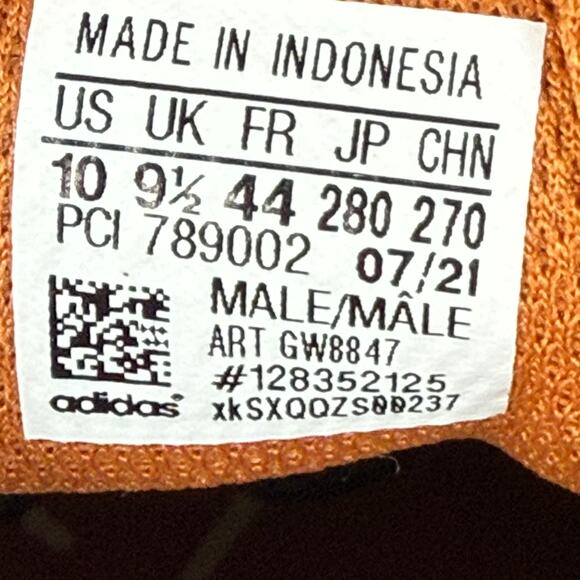 MADE IN INDONESIA
US UK FR JP CHN
10 9½ 44 280 270
PCI 789002 07/21
MALE/MÂLE
ART GW8847
#128352125
adidas xkSXQQZS00237